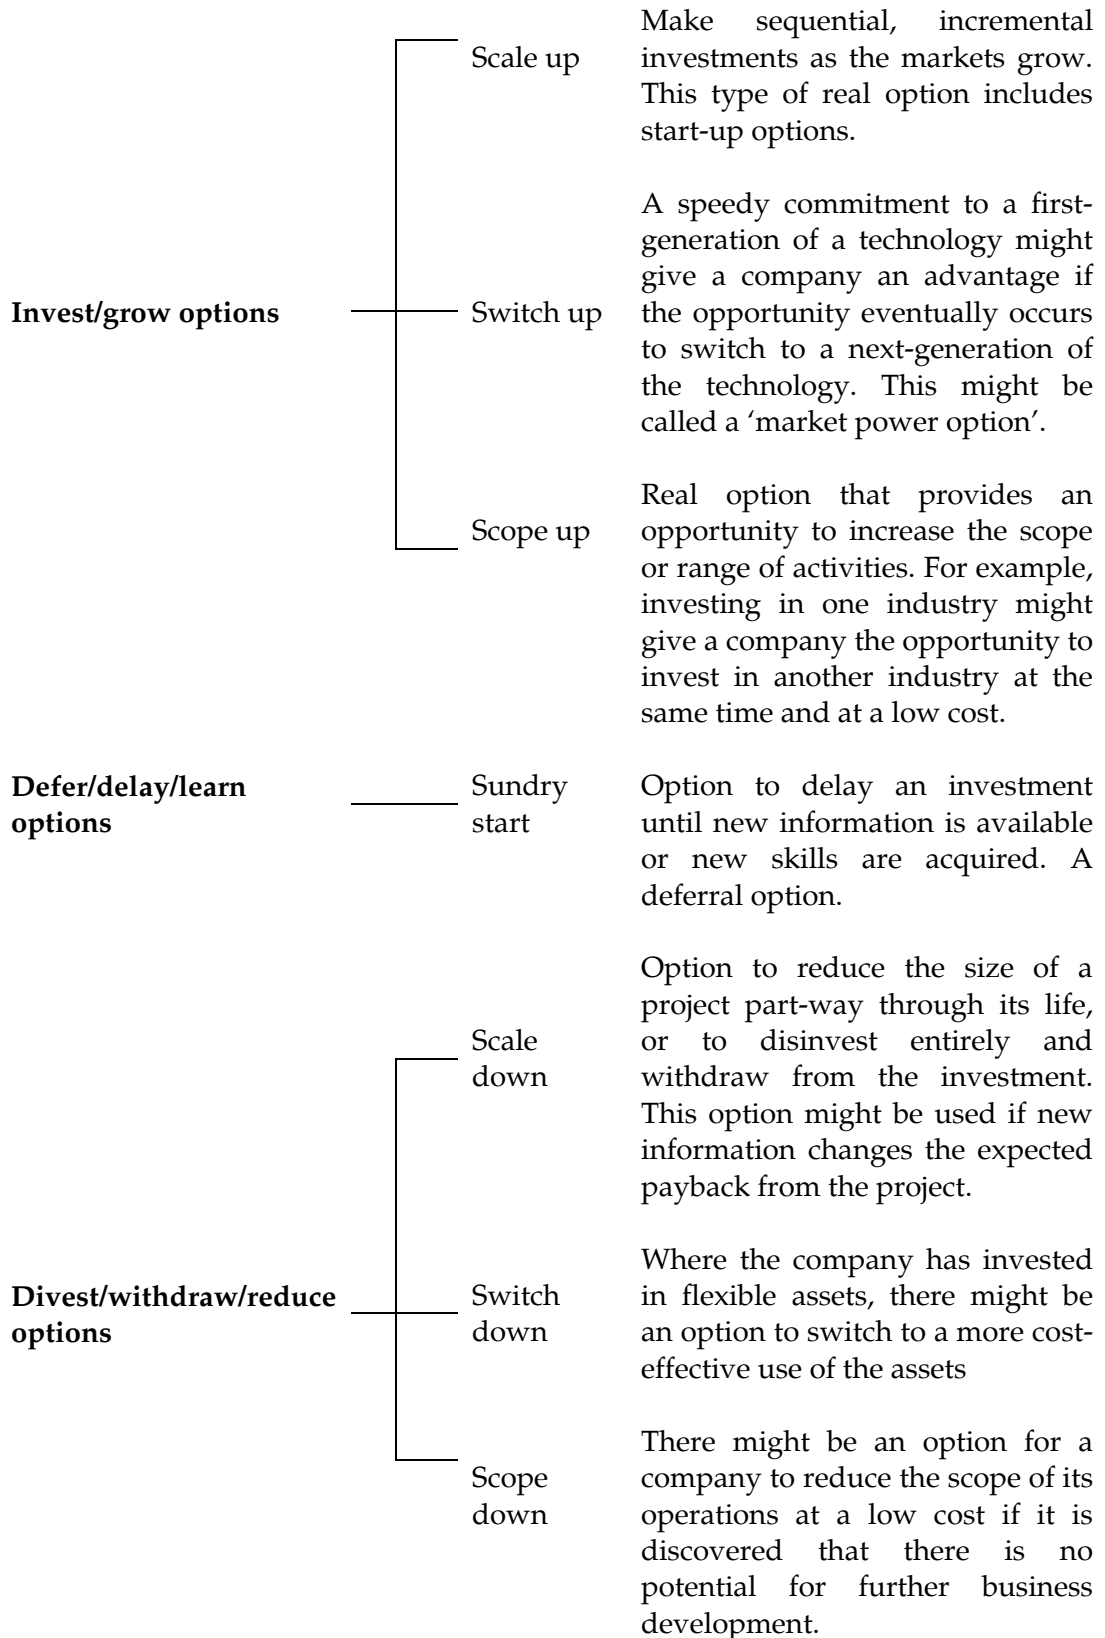 Make sequential, incremental
Scale up investments as the markets grow.
This type of real option includes
start-up options.
A speedy commitment to a first-
generation of a technology might
give a company an advantage if
Invest/grow options Switch up the opportunity eventually occurs
to switch to a next-generation of
the technology. This might be
called a ‘market power option’.
Real option that provides an
Scope up opportunity to increase the scope
or range of activities. For example,
investing in one industry might
give a company the opportunity to
invest in another industry at the
same time and at a low cost.
Defer/delay/learn Sundry Option to delay an investment
options start until new information is available
or new skills are acquired. A
deferral option.
Option to reduce the size of a
project part-way through its life,
Scale or to disinvest entirely and
down withdraw from the investment.
This option might be used if new
information changes the expected
payback from the project.
Where the company has invested
Divest/withdraw/reduce Switch in flexible assets, there might be
options down an option to switch to a more cost-
effective use of the assets
There might be an option for a
Scope company to reduce the scope of its
down operations at a low cost if it is
discovered that there is no
potential for further business
development.